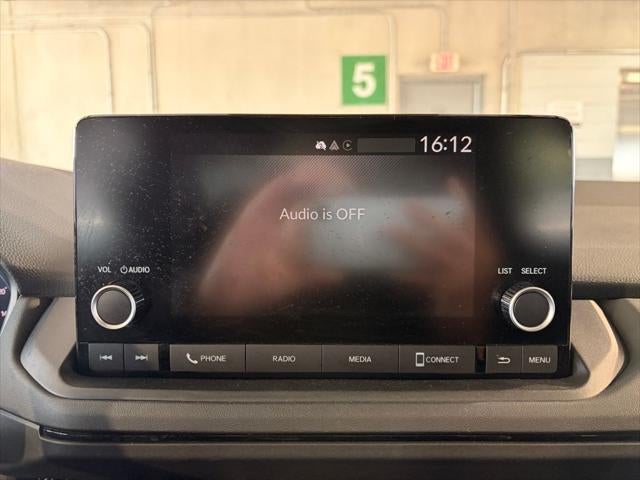 5
16:12
Audio is OFF
VOL AUDIO
LIST SELECT
PHONE RADIO MEDIA CONNECT MENU